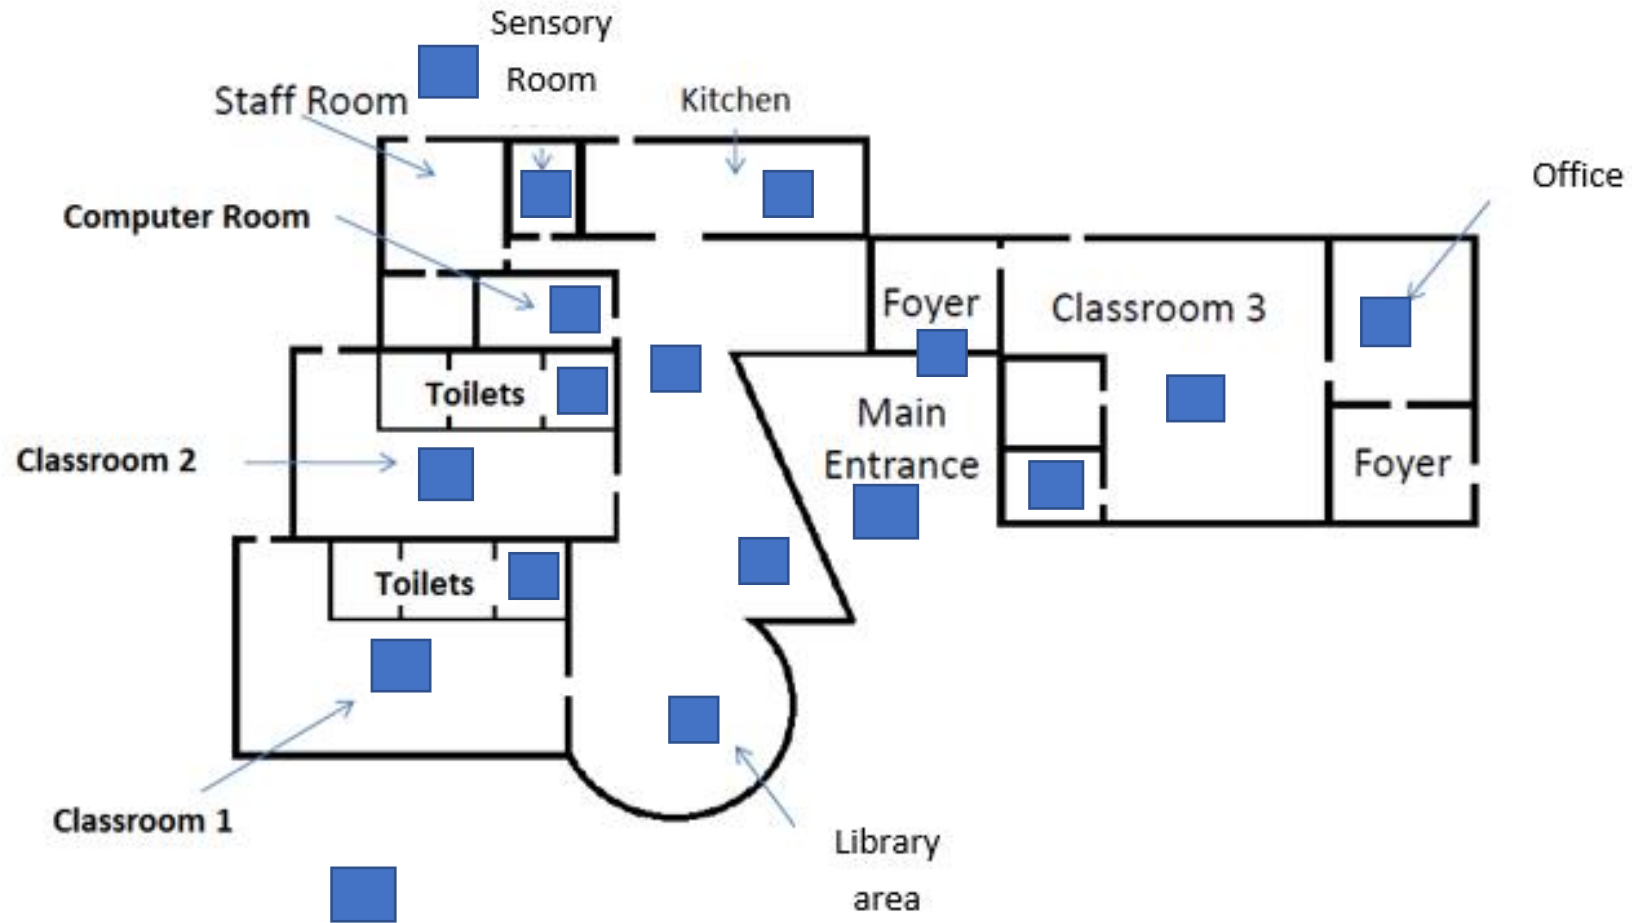 Sensory
Room
Staff Room
Kitchen
Office
Computer Room
Foyer
Classroom 3
Toilets
Main
Entrance
Classroom 2
Foyer
Toilets
Classroom 1
Library
area